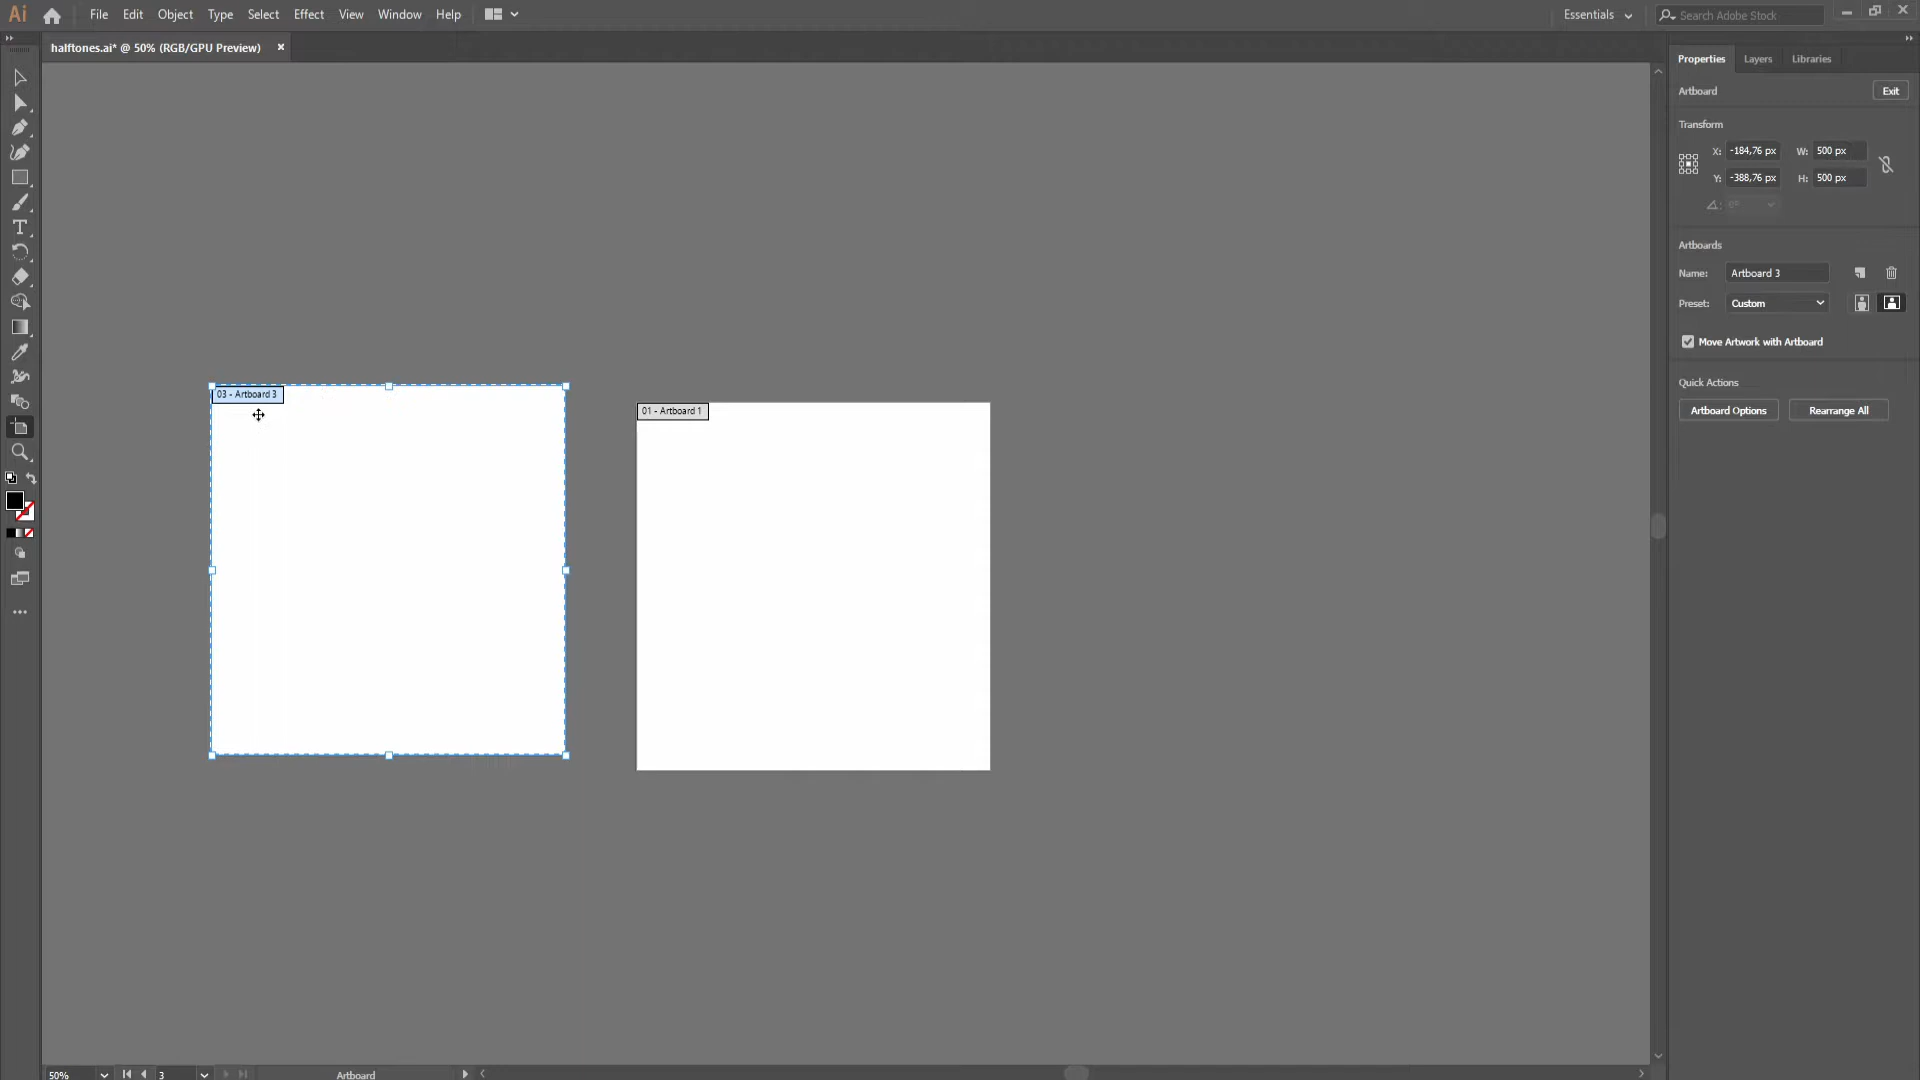 Ai File Edit Object Type Select Effect View Window Help Essentials Search Adobe Stock
halftones.ai* @ 50% (RGB/GPU Preview) ×
Properties Layers Libraries
Artboard Exit
Transform
X: -184,76 px W: 500 px
Y: -388,76 px H: 500 px
0°
Artboards
Name: Artboard 3
Preset: Custom
Move Artwork with Artboard
Quick Actions
Artboard Options Rearrange All
03 - Artboard 3
01 - Artboard 1
50% 3 Artboard